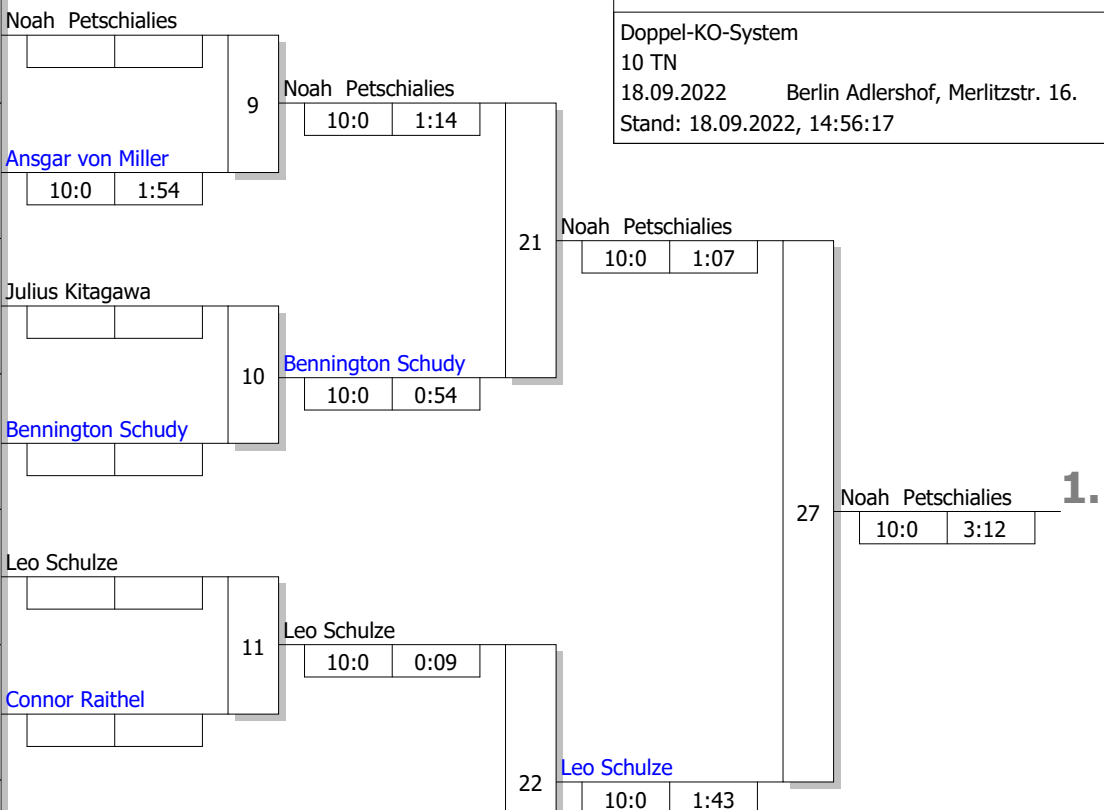 Noah Petschialies
Doppel-KO-System
10 TN
18.09.2022 Berlin Adlershof, Merlitzstr. 16.
Stand: 18.09.2022, 14:56:17
9
Noah Petschialies
10:0 1:14
Ansgar von Miller
10:0 1:54
21
Noah Petschialies
10:0 1:07
Julius Kitagawa
10
Bennington Schudy
10:0 0:54
Bennington Schudy
27
Noah Petschialies
1.
10:0 3:12
Leo Schulze
11
Leo Schulze
10:0 0:09
Connor Raithel
22
Leo Schulze
10:0 1:43